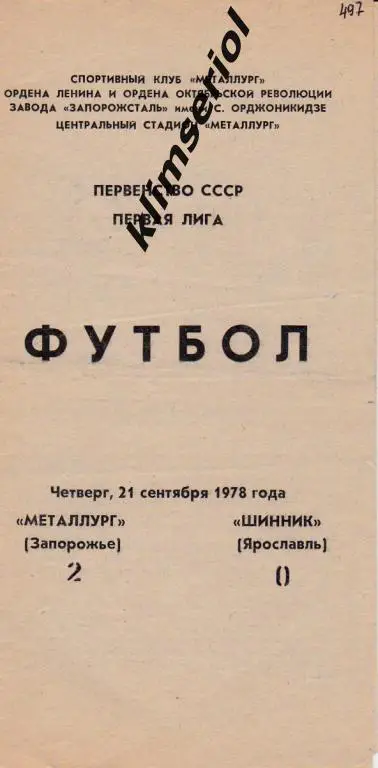 497
СПОРТИВНЫЙ КЛУБ «МЕТАЛЛУРГ»
ОРДЕНА ЛЕНИНА И ОРДЕНА ОКТЯБРЬСКОЙ РЕВОЛЮЦИИ
ЗАВОДА «ЗАПОРОЖСТАЛЬ» имени С. ОРДЖОНИКИДЗЕ
ЦЕНТРАЛЬНЫЙ СТАДИОН «МЕТАЛЛУРГ»
klimseriol
ПЕРВЕНСТВО СССР
ПЕРВАЯ ЛИГА
ФУТБОЛ
Четверг, 21 сентября 1978 года
«МЕТАЛЛУРГ» «ШИННИК»
(Запорожье) (Ярославль)
2 0